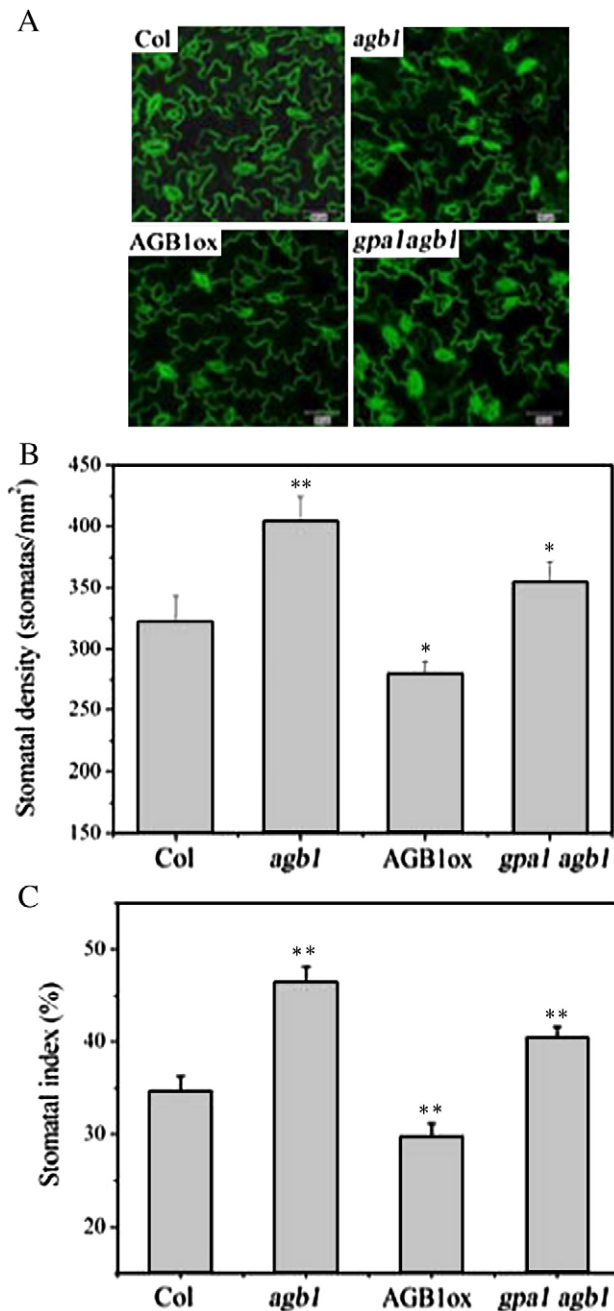 A
Col
agb1
AGB1ox
gpa1agb1
B
Stomatal density (stomatas/mm²)
450
400
350
300
250
200
150
**
*
*
Col
agb1
AGB1ox
gpa1 agb1
C
Stomatal index (%)
50
40
30
20
**
**
**
Col
agb1
AGB1ox
gpa1 agb1